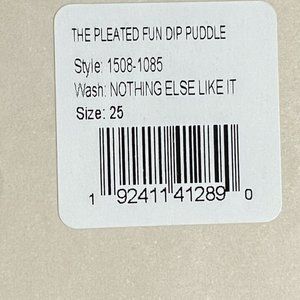 THE PLEATED FUN DIP PUDDLE
Style: 1508-1085
Wash: NOTHING ELSE LIKE IT
Size: 25
1 92411 41289 0